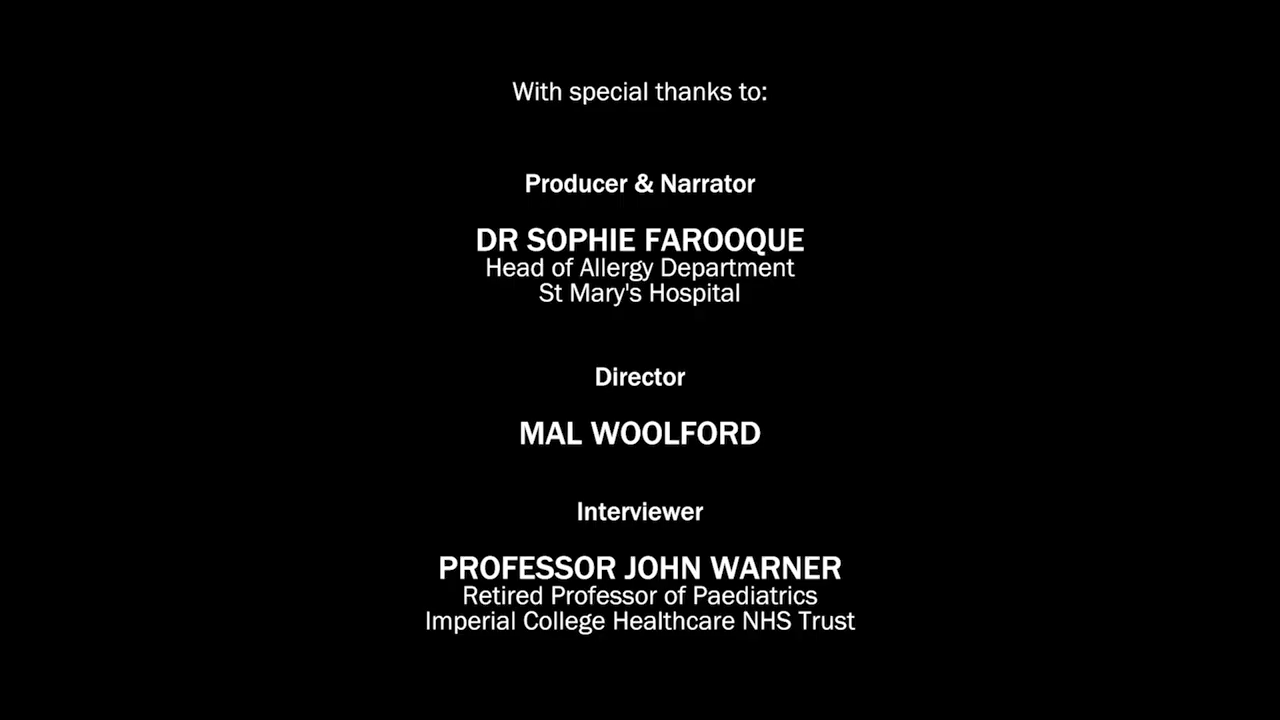 With special thanks to:
Producer & Narrator
DR SOPHIE FAROOQUE
Head of Allergy Department
St Mary's Hospital
Director
MAL WOOLFORD
Interviewer
PROFESSOR JOHN WARNER
Retired Professor of Paediatrics
Imperial College Healthcare NHS Trust